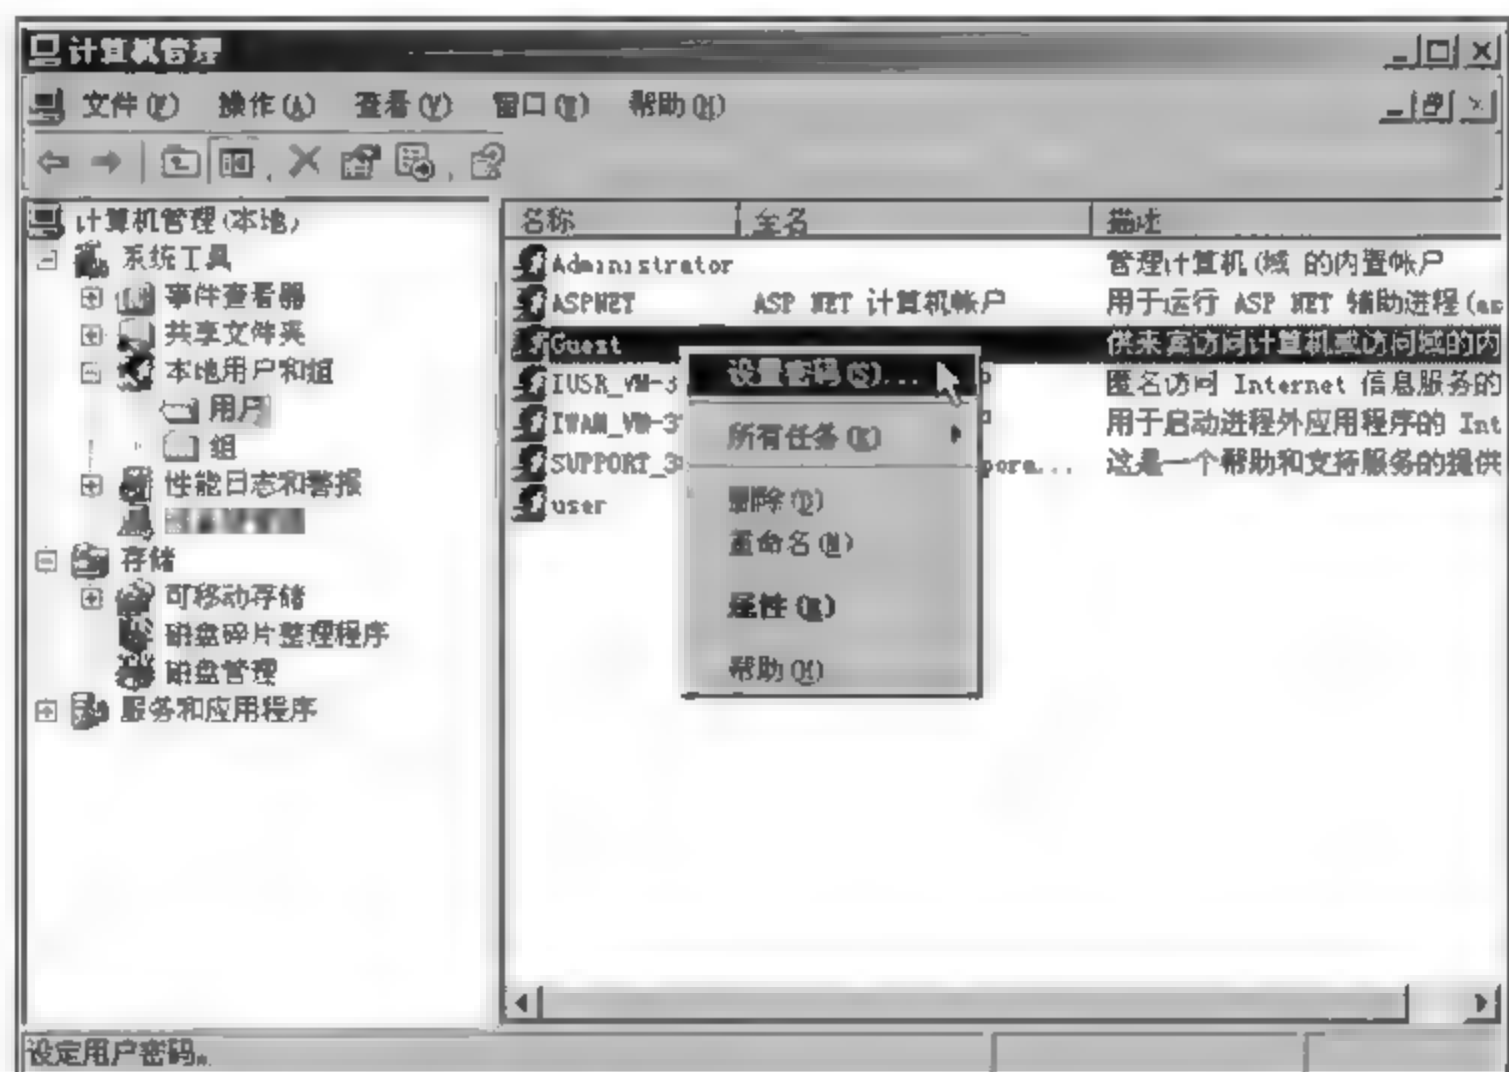 计算机管理
文件(F) 操作(A) 查看(V) 窗口(W) 帮助(H)
计算机管理(本地)
系统工具
事件查看器
共享文件夹
本地用户和组
用户
组
性能日志和警报
存储
可移动存储
磁盘碎片整理程序
磁盘管理
服务和应用程序
名称 全名 描述
Administrator 管理计算机(域 的内置帐户
ASPNET ASP NET 计算机帐户 用于运行 ASP NET 辅助进程(as
Guest 供来宾访问计算机或访问域的内
IUSR_VM-3 匿名访问 Internet 信息服务的
IWAM_VM-3 用于启动进程外应用程序的 Int
SUPPORT_3 pora... 这是一个帮助和支持服务的提供
user
设置密码(S)...
所有任务(K)
删除(D)
重命名(M)
属性(R)
帮助(H)
设定用户密码。